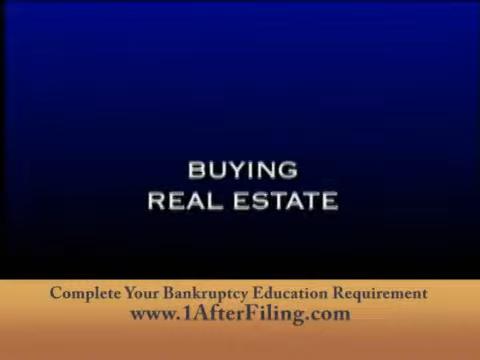 BUYING
REAL ESTATE
Complete Your Bankruptcy Education Requirement
www.1AfterFiling.com